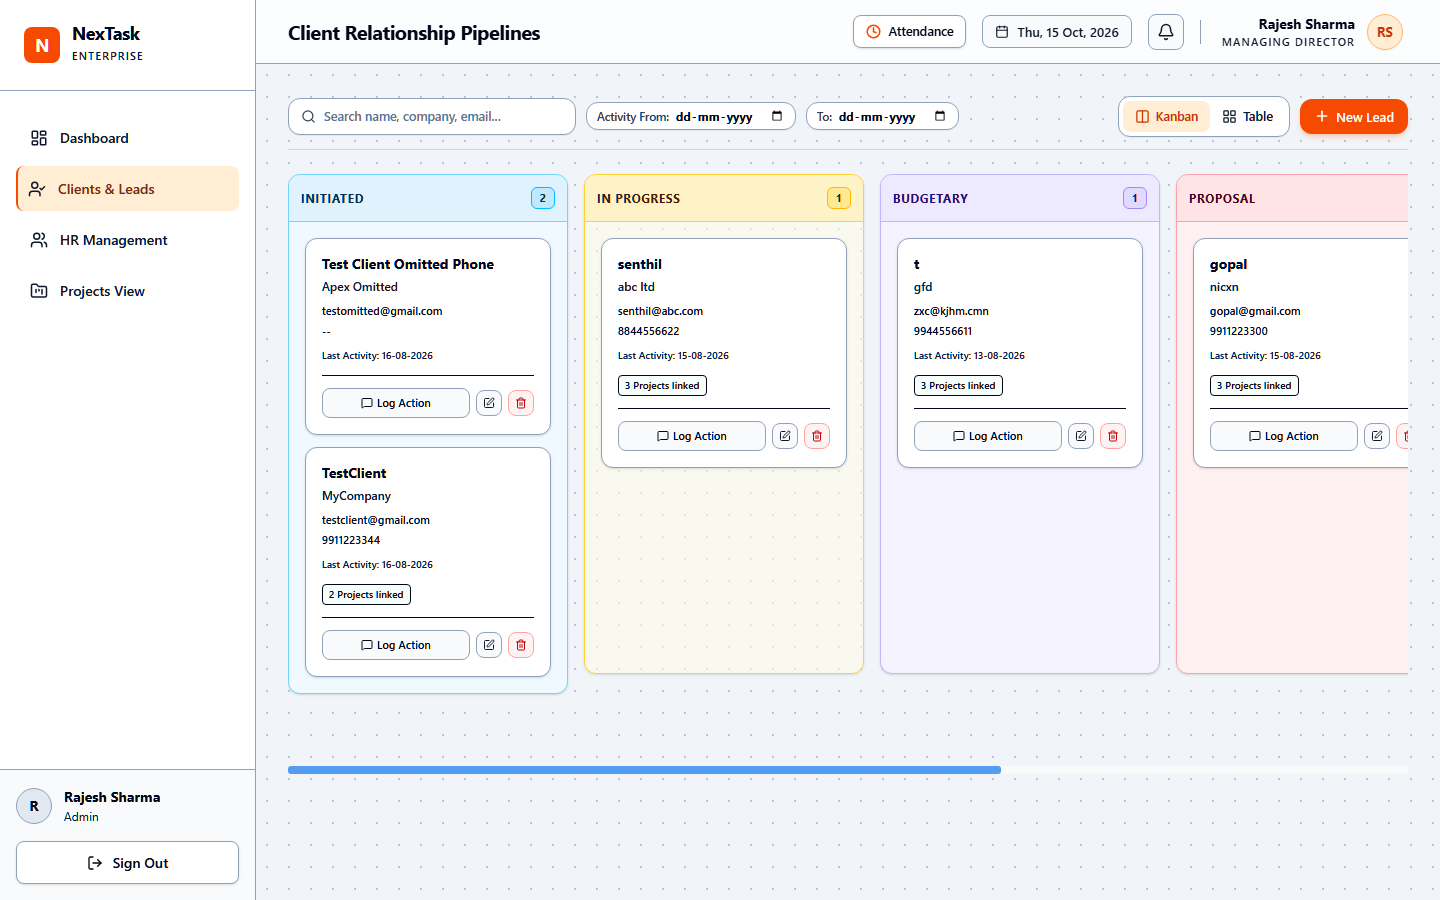 N
NexTask
ENTERPRISE
Dashboard
Clients & Leads
HR Management
Projects View
R
Rajesh Sharma
Admin
Sign Out
Client Relationship Pipelines
Attendance
Thu, 15 Oct, 2026
Rajesh Sharma
MANAGING DIRECTOR
RS
Search name, company, email...
Activity From: dd-mm-yyyy
To: dd-mm-yyyy
Kanban
Table
New Lead
INITIATED
2
Test Client Omitted Phone
Apex Omitted
testomitted@gmail.com
--
Last Activity: 16-08-2026
Log Action
TestClient
MyCompany
testclient@gmail.com
9911223344
Last Activity: 16-08-2026
2 Projects linked
Log Action
IN PROGRESS
1
senthil
abc ltd
senthil@abc.com
8844556622
Last Activity: 15-08-2026
3 Projects linked
Log Action
BUDGETARY
1
t
gfd
zxc@kjhm.cmn
9944556611
Last Activity: 13-08-2026
3 Projects linked
Log Action
PROPOSAL
gopal
nicxn
gopal@gmail.com
9911223300
Last Activity: 15-08-2026
3 Projects linked
Log Action